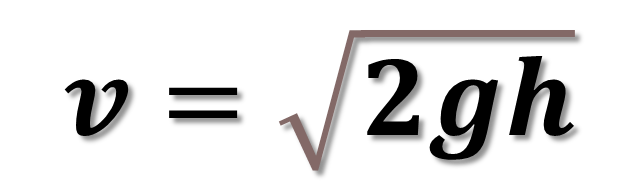 v = √2gh